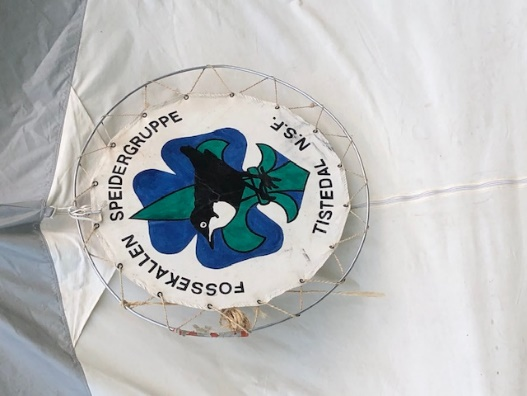 FOSSEKALLEN SPEIDERGRUPPE
TISTEDAL N.S.F.